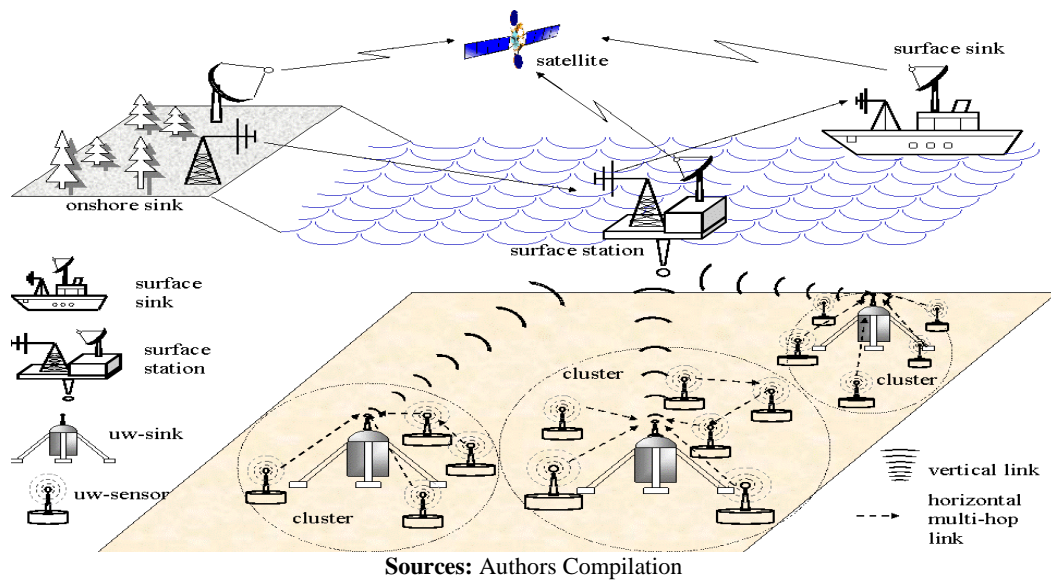 surface sink
satellite
onshore sink
surface station
surface
sink
surface
station
uw-sink
uw-sensor
cluster
cluster
cluster
vertical link
horizontal
multi-hop
link
Sources: Authors Compilation